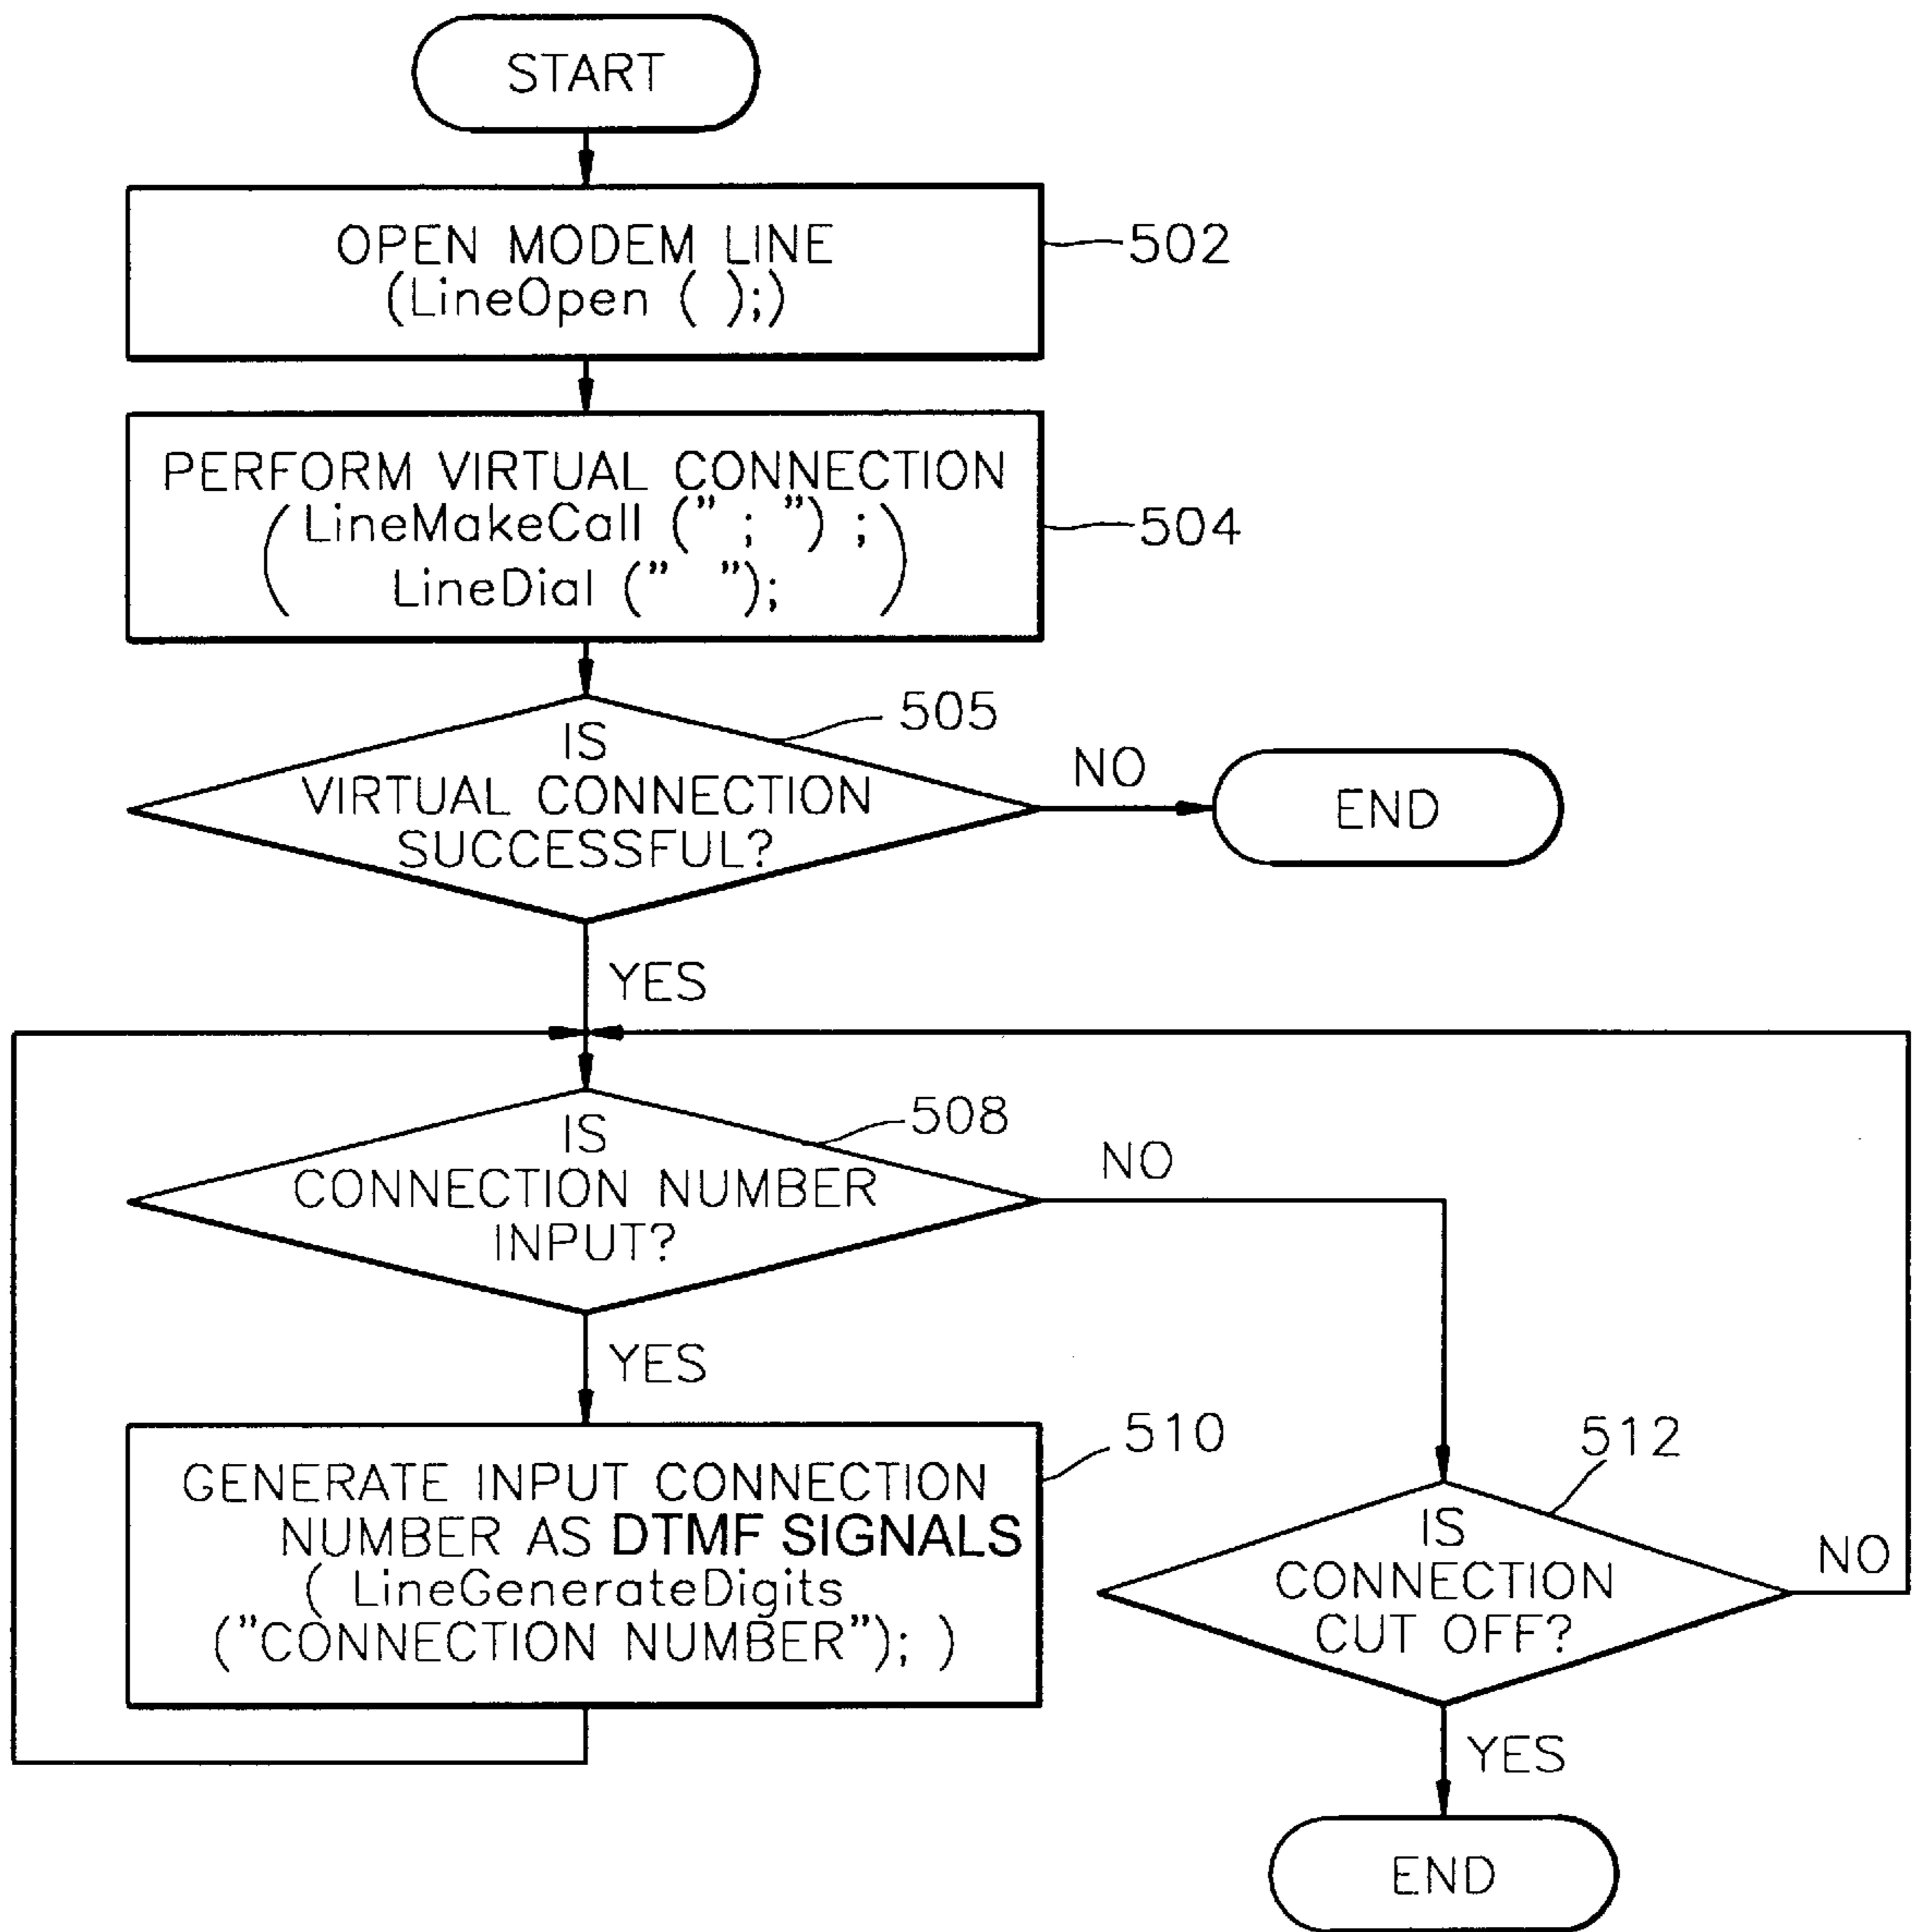 START
OPEN MODEM LINE
(LineOpen ( );)
502
PERFORM VIRTUAL CONNECTION
( LineMakeCall (" ; ") ;
LineDial (" "); )
504
505
IS
VIRTUAL CONNECTION
SUCCESSFUL?
NO
END
YES
508
IS
CONNECTION NUMBER
INPUT?
NO
YES
510
GENERATE INPUT CONNECTION
NUMBER AS DTMF SIGNALS
( LineGenerateDigits
("CONNECTION NUMBER"); )
512
IS
CONNECTION
CUT OFF?
NO
YES
END